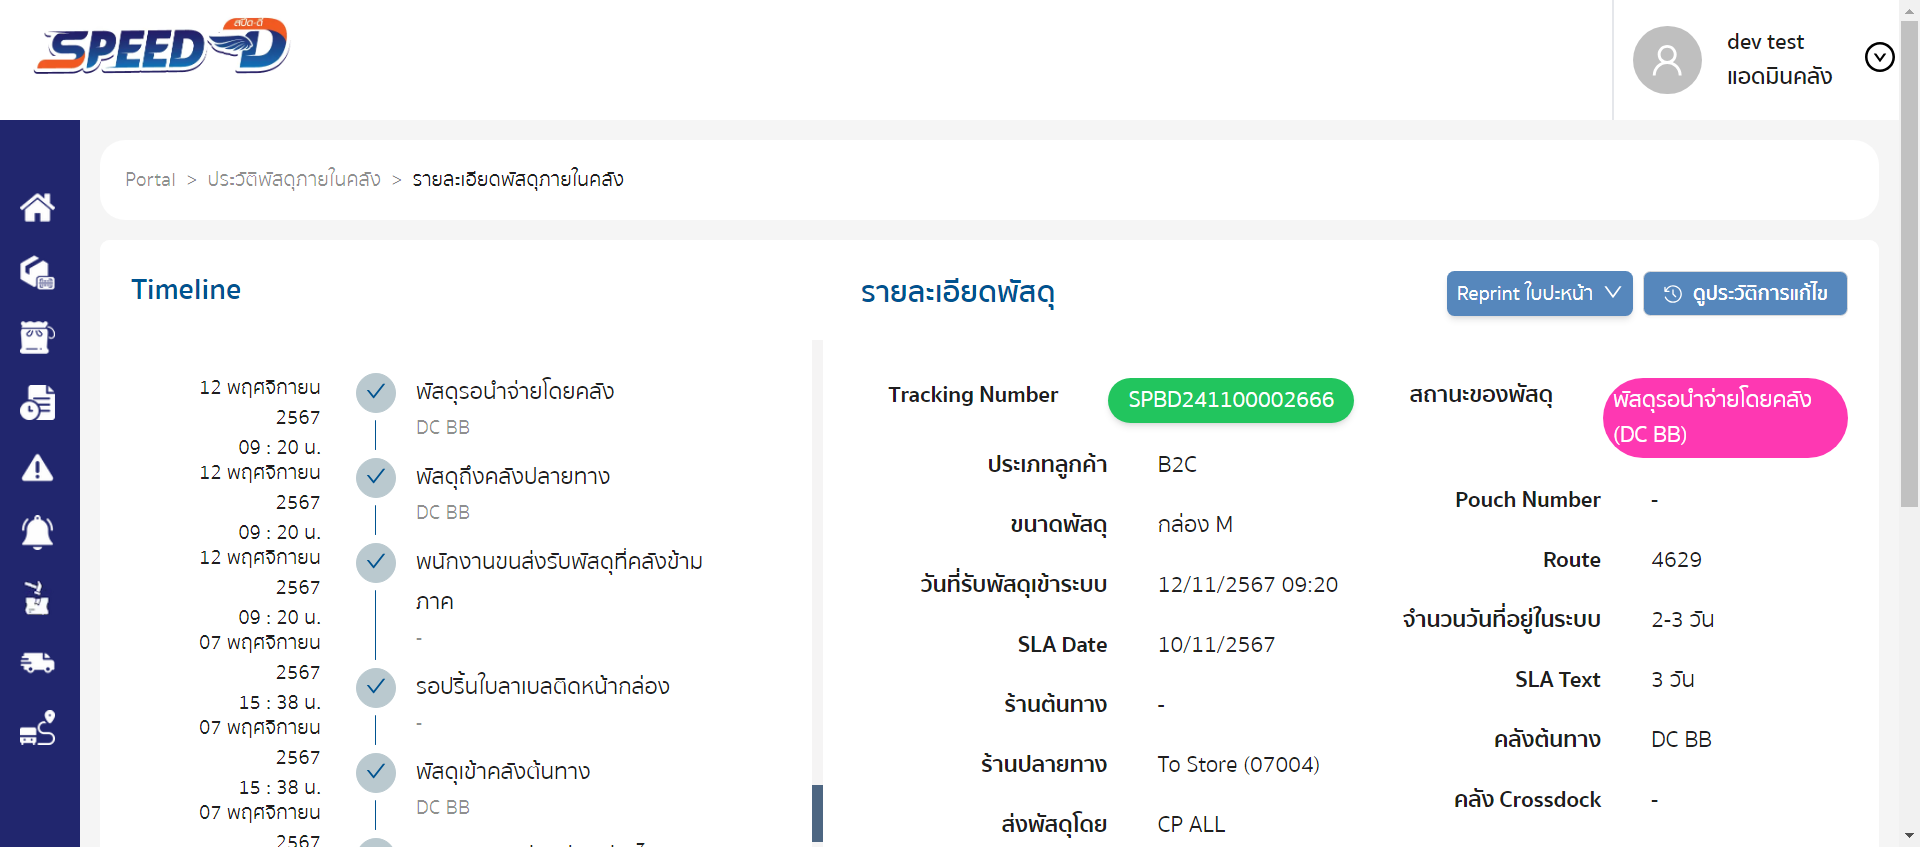 สปีด-ดี
SPEED-D
dev test
แอดมินคลัง
Portal > ประวัติพัสดุภายในคลัง > รายละเอียดพัสดุภายในคลัง
Timeline
12 พฤศจิกายน
2567
09 : 20 น.
พัสดุรอนำจ่ายโดยคลัง
DC BB
12 พฤศจิกายน
2567
09 : 20 น.
พัสดุถึงคลังปลายทาง
DC BB
12 พฤศจิกายน
2567
09 : 20 น.
พนักงานขนส่งรับพัสดุที่คลังข้าม
ภาค
-
07 พฤศจิกายน
2567
15 : 38 น.
รอปริ้นใบลาเบลติดหน้ากล่อง
-
07 พฤศจิกายน
2567
15 : 38 น.
พัสดุเข้าคลังต้นทาง
DC BB
07 พฤศจิกายน
2567
รายละเอียดพัสดุ
Reprint ใบปะหน้า
ดูประวัติการแก้ไข
Tracking Number SPBD241100002666
ประเภทลูกค้า B2C
ขนาดพัสดุ กล่อง M
วันที่รับพัสดุเข้าระบบ 12/11/2567 09:20
SLA Date 10/11/2567
ร้านต้นทาง -
ร้านปลายทาง To Store (07004)
ส่งพัสดุโดย CP ALL
สถานะของพัสดุ พัสดุรอนำจ่ายโดยคลัง
(DC BB)
Pouch Number -
Route 4629
จำนวนวันที่อยู่ในระบบ 2-3 วัน
SLA Text 3 วัน
คลังต้นทาง DC BB
คลัง Crossdock -